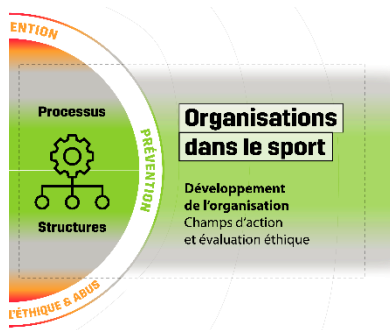 ENTION
Processus
PRÉVENTION
Structures
L'ÉTHIQUE & ABUS
Organisations
dans le sport
Développement
de l'organisation
Champs d'action
et évaluation éthique